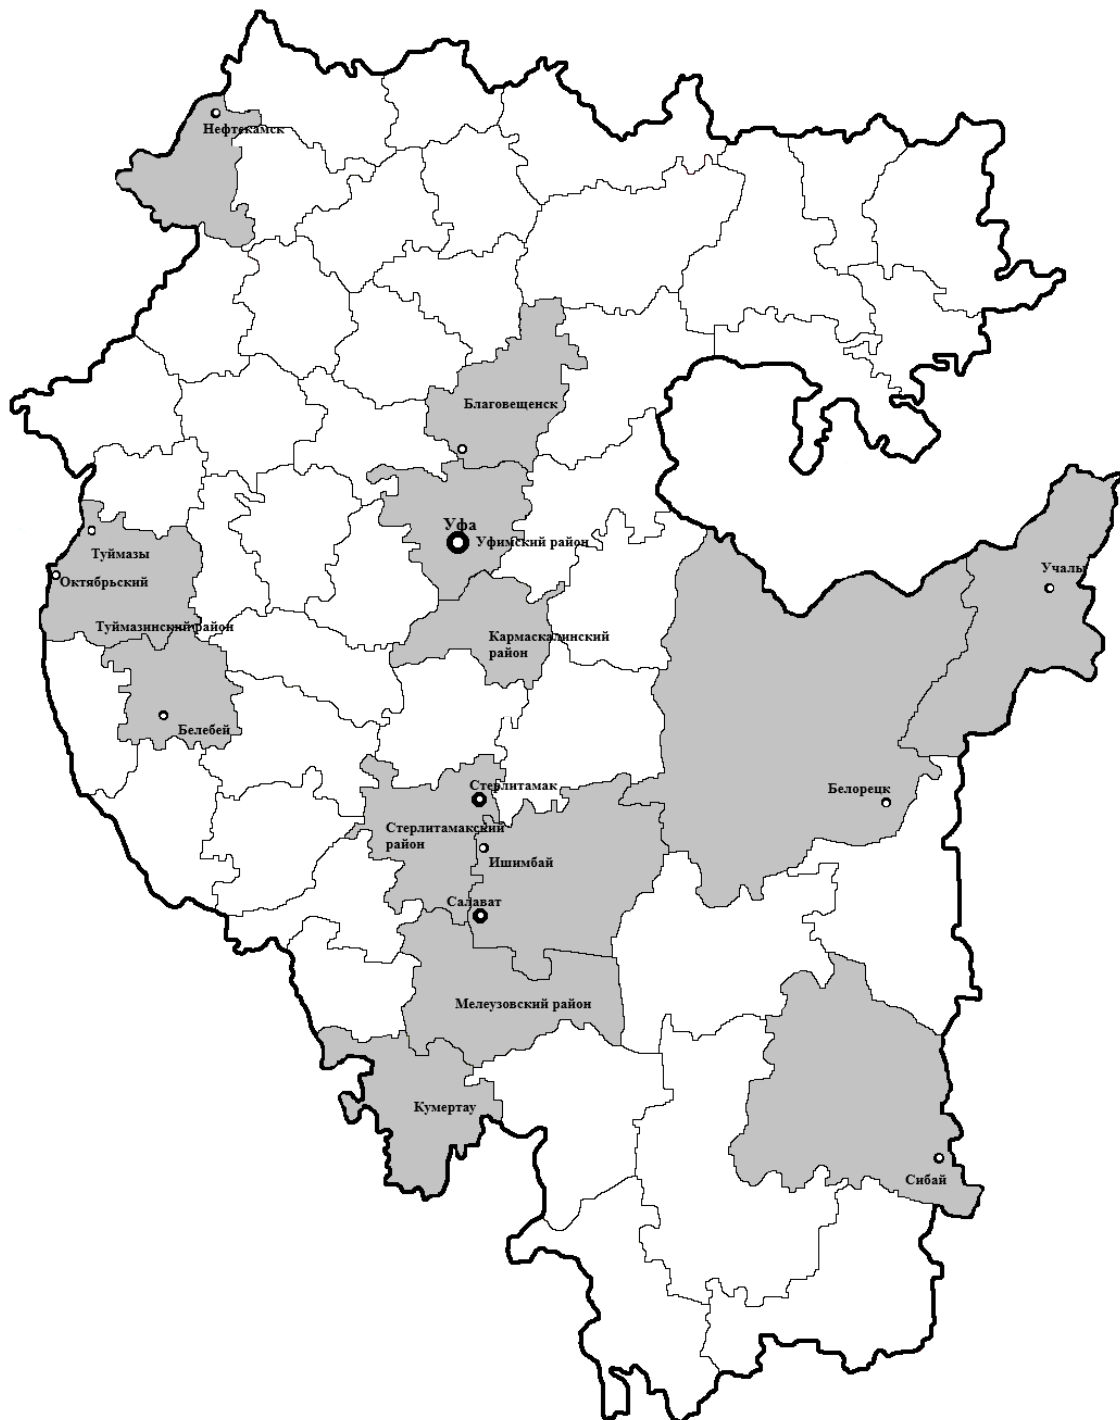 Нефтекамск
Благовещенск
Уфа
Уфимский район
Учалы
Туймазы
Октябрьский
Туймазинский район
Кармаскалинский
район
Белебей
Стерлитамак
Белорецк
Стерлитамакский
район
Ишимбай
Салават
Мелеузовский район
Кумертау
Сибай